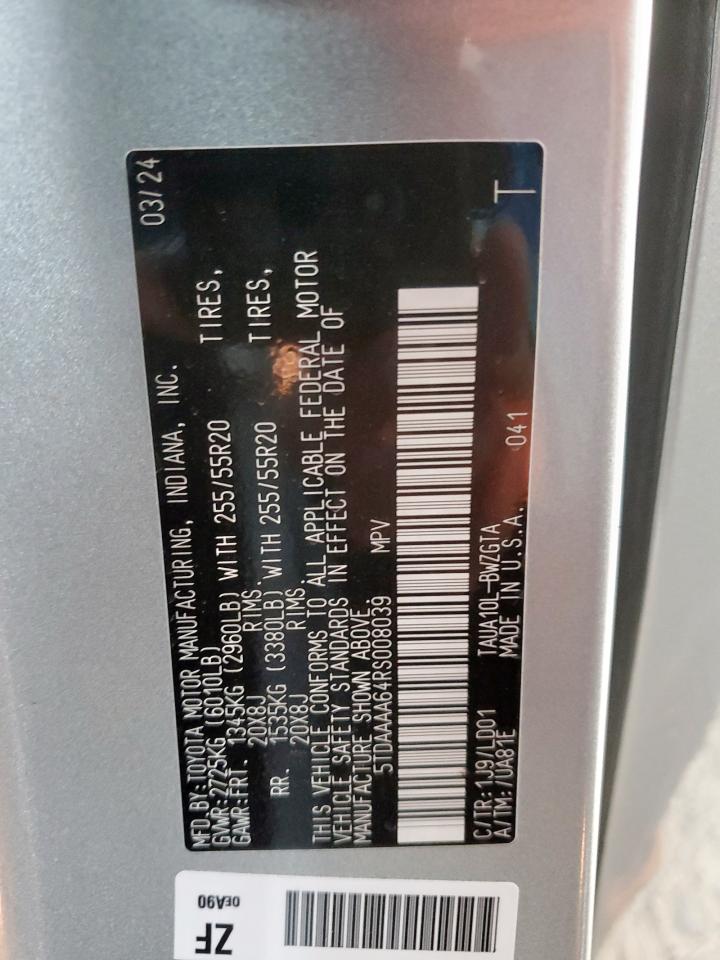 MFD.BY:TOYOTA MOTOR MANUFACTURING, INDIANA, INC. 03/24
GVWR:2725KG (6010LB)
GAWR:FRT. 1345KG (2960LB) WITH 255/55R20 TIRES,
20X8J RIMS.
RR. 1535KG (3380LB) WITH 255/55R20 TIRES,
20X8J RIMS.
THIS VEHICLE CONFORMS TO ALL APPLICABLE FEDERAL MOTOR
VEHICLE SAFETY STANDARDS IN EFFECT ON THE DATE OF
MANUFACTURE SHOWN ABOVE.
5TDAAAA64RS008039 MPV
C/TR:1J9/LD01 TAUA10L-BWZGTA T
A/TM:-/UA81E MADE IN U.S.A. 041
ZF
0EA90